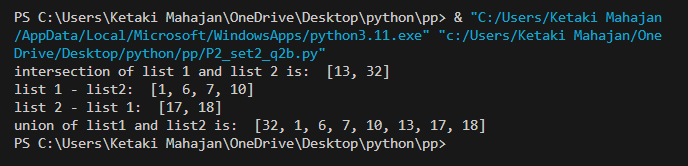 PS C:\Users\Ketaki Mahajan\OneDrive\Desktop\python\pp> & "C:/Users/Ketaki Mahajan
/AppData/Local/Microsoft/WindowsApps/python3.11.exe" "c:/Users/Ketaki Mahajan/One
Drive/Desktop/python/pp/P2_set2_q2b.py"
intersection of list 1 and list 2 is:  [13, 32]
list 1 - list2:  [1, 6, 7, 10]
list 2 - list 1:  [17, 18]
union of list1 and list2 is:  [32, 1, 6, 7, 10, 13, 17, 18]
PS C:\Users\Ketaki Mahajan\OneDrive\Desktop\python\pp>